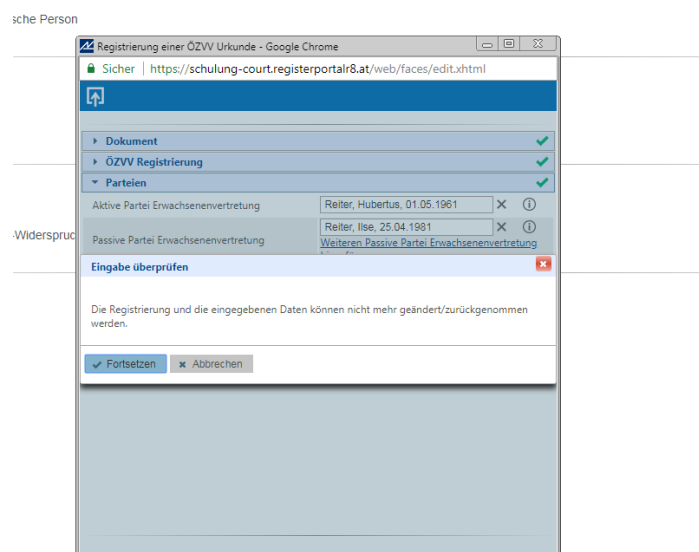 sche Person
Registrierung einer ÖZVV Urkunde - Google Chrome
Sicher | https://schulung-court.registerportalr8.at/web/faces/edit.xhtml
Dokument
ÖZVV Registrierung
Parteien
Aktive Partei Erwachsenenvertretung Reiter, Hubertus, 01.05.1961
Reiter, Ilse, 25.04.1981
Passive Partei Erwachsenenvertretung Weiteren Passive Partei Erwachsenenvertretung
-Widerspruc
Eingabe überprüfen
Die Registrierung und die eingegebenen Daten können nicht mehr geändert/zurückgenommen
werden.
Fortsetzen Abbrechen